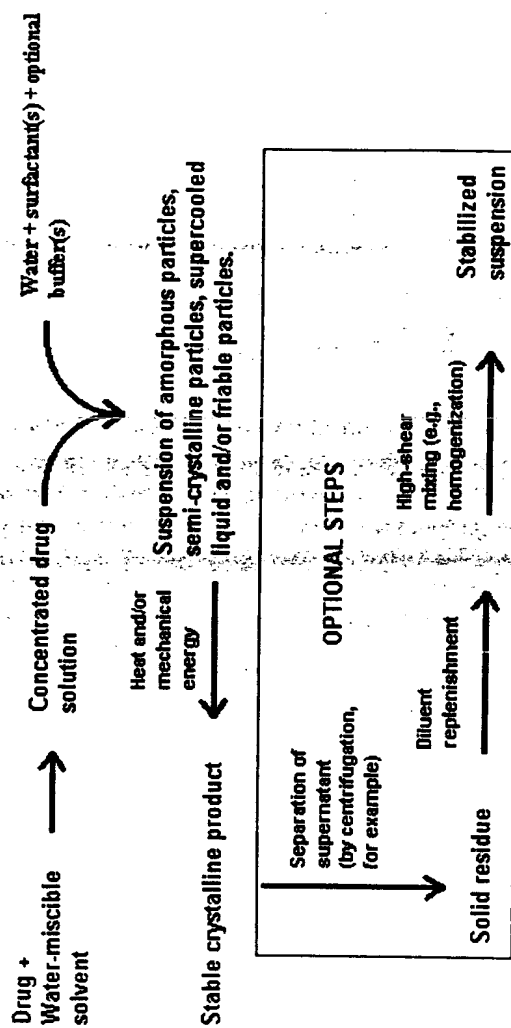 Drug +
Water-miscible
solvent
Concentrated drug
solution
Water + surfactant(s) + optional
buffer(s)
Suspension of amorphous particles,
semi-crystalline particles, supercooled
liquid and/or friable particles.
Heat and/or
mechanical
energy
Stable crystalline product
OPTIONAL STEPS
Separation of
supernatant
(by centrifugation,
for example)
Solid residue
Diluent
replenishment
High-shear
mixing (e.g.,
homogenization)
Stabilized
suspension